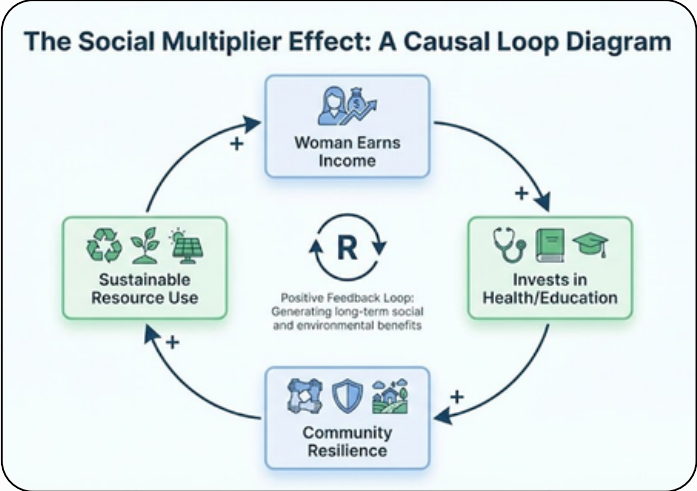 The Social Multiplier Effect: A Causal Loop Diagram
$
Woman Earns
Income
+
+
Sustainable
Resource Use
R
Positive Feedback Loop:
Generating long-term social
and environmental benefits
Invests in
Health/Education
+
+
Community
Resilience